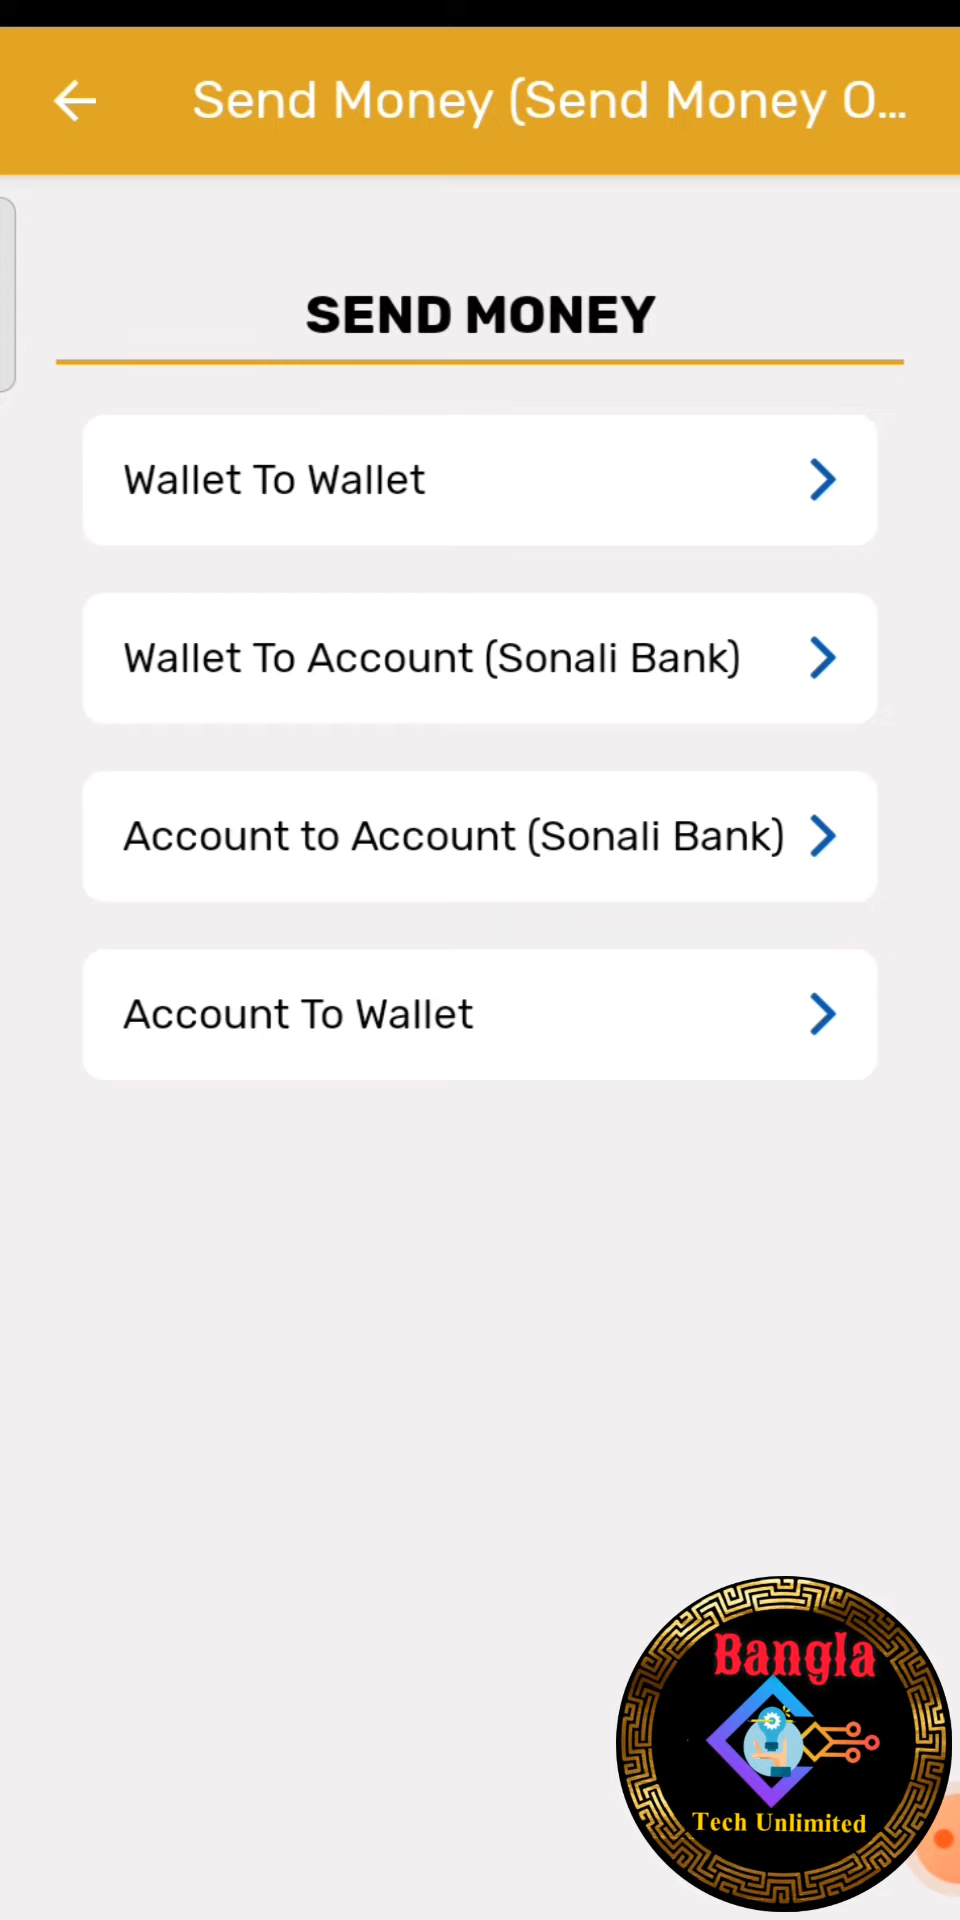 Send Money (Send Money O...
SEND MONEY
Wallet To Wallet
Wallet To Account (Sonali Bank)
Account to Account (Sonali Bank)
Account To Wallet
Bangla
Tech Unlimited